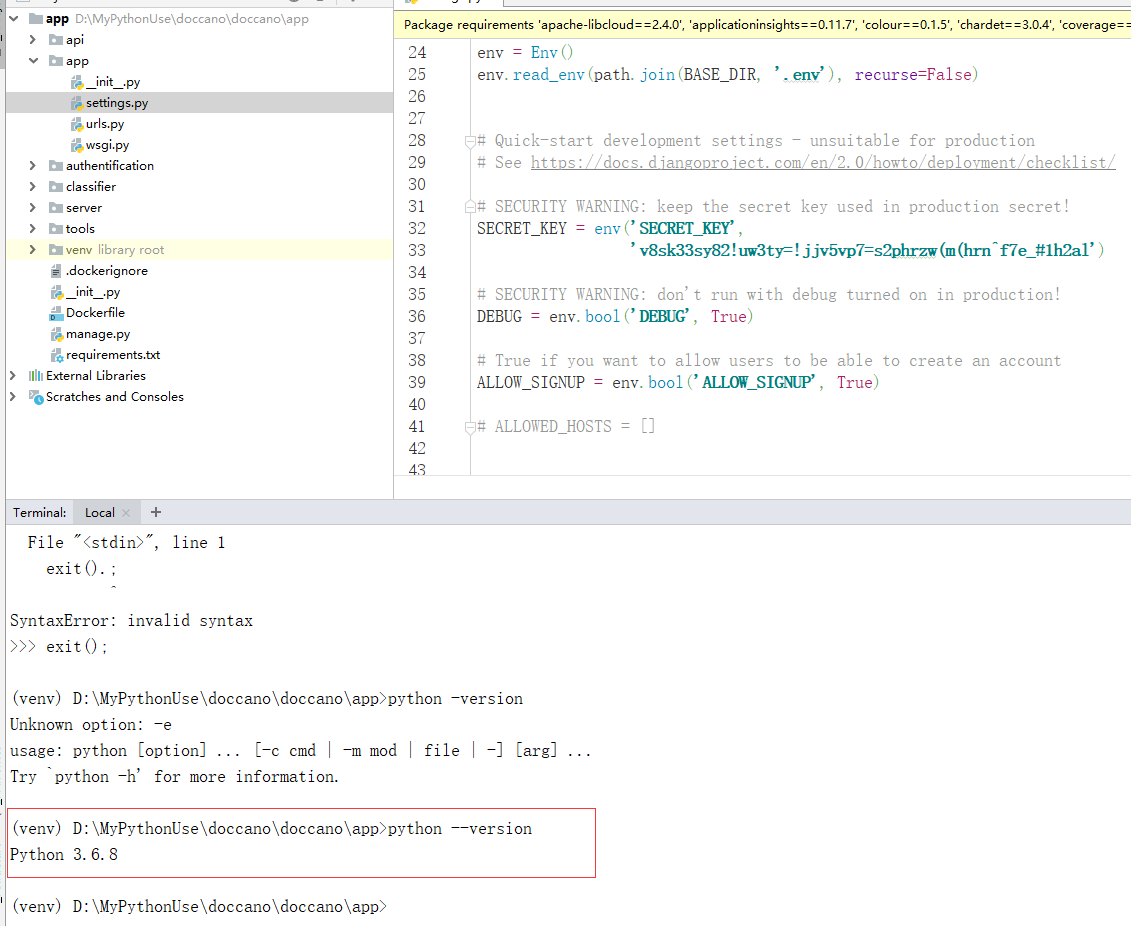 app D:\MyPythonUse\doccano\doccano\app
api
app
__init__.py
settings.py
urls.py
wsgi.py
authentification
classifier
server
tools
venv library root
.dockerignore
__init__.py
Dockerfile
manage.py
requirements.txt
External Libraries
Scratches and Consoles
Package requirements 'apache-libcloud==2.4.0', 'applicationinsights==0.11.7', 'colour==0.1.5', 'chardet==3.0.4', 'coverage==
24 env = Env()
25 env.read_env(path.join(BASE_DIR, '.env'), recurse=False)
26
27
28 # Quick-start development settings - unsuitable for production
29 # See https://docs.djangoproject.com/en/2.0/howto/deployment/checklist/
30
31 # SECURITY WARNING: keep the secret key used in production secret!
32 SECRET_KEY = env('SECRET_KEY',
33 'v8sk33sy82!uw3ty=!jjv5vp7=s2phrzw(m(hrn^f7e_#1h2al')
34
35 # SECURITY WARNING: don't run with debug turned on in production!
36 DEBUG = env.bool('DEBUG', True)
37
38 # True if you want to allow users to be able to create an account
39 ALLOW_SIGNUP = env.bool('ALLOW_SIGNUP', True)
40
41 # ALLOWED_HOSTS = []
42
43
Terminal: Local × +
File "<stdin>", line 1
exit().;
^
SyntaxError: invalid syntax
>>> exit();
(venv) D:\MyPythonUse\doccano\doccano\app>python -version
Unknown option: -e
usage: python [option] ... [-c cmd | -m mod | file | -] [arg] ...
Try `python -h' for more information.
(venv) D:\MyPythonUse\doccano\doccano\app>python --version
Python 3.6.8
(venv) D:\MyPythonUse\doccano\doccano\app>